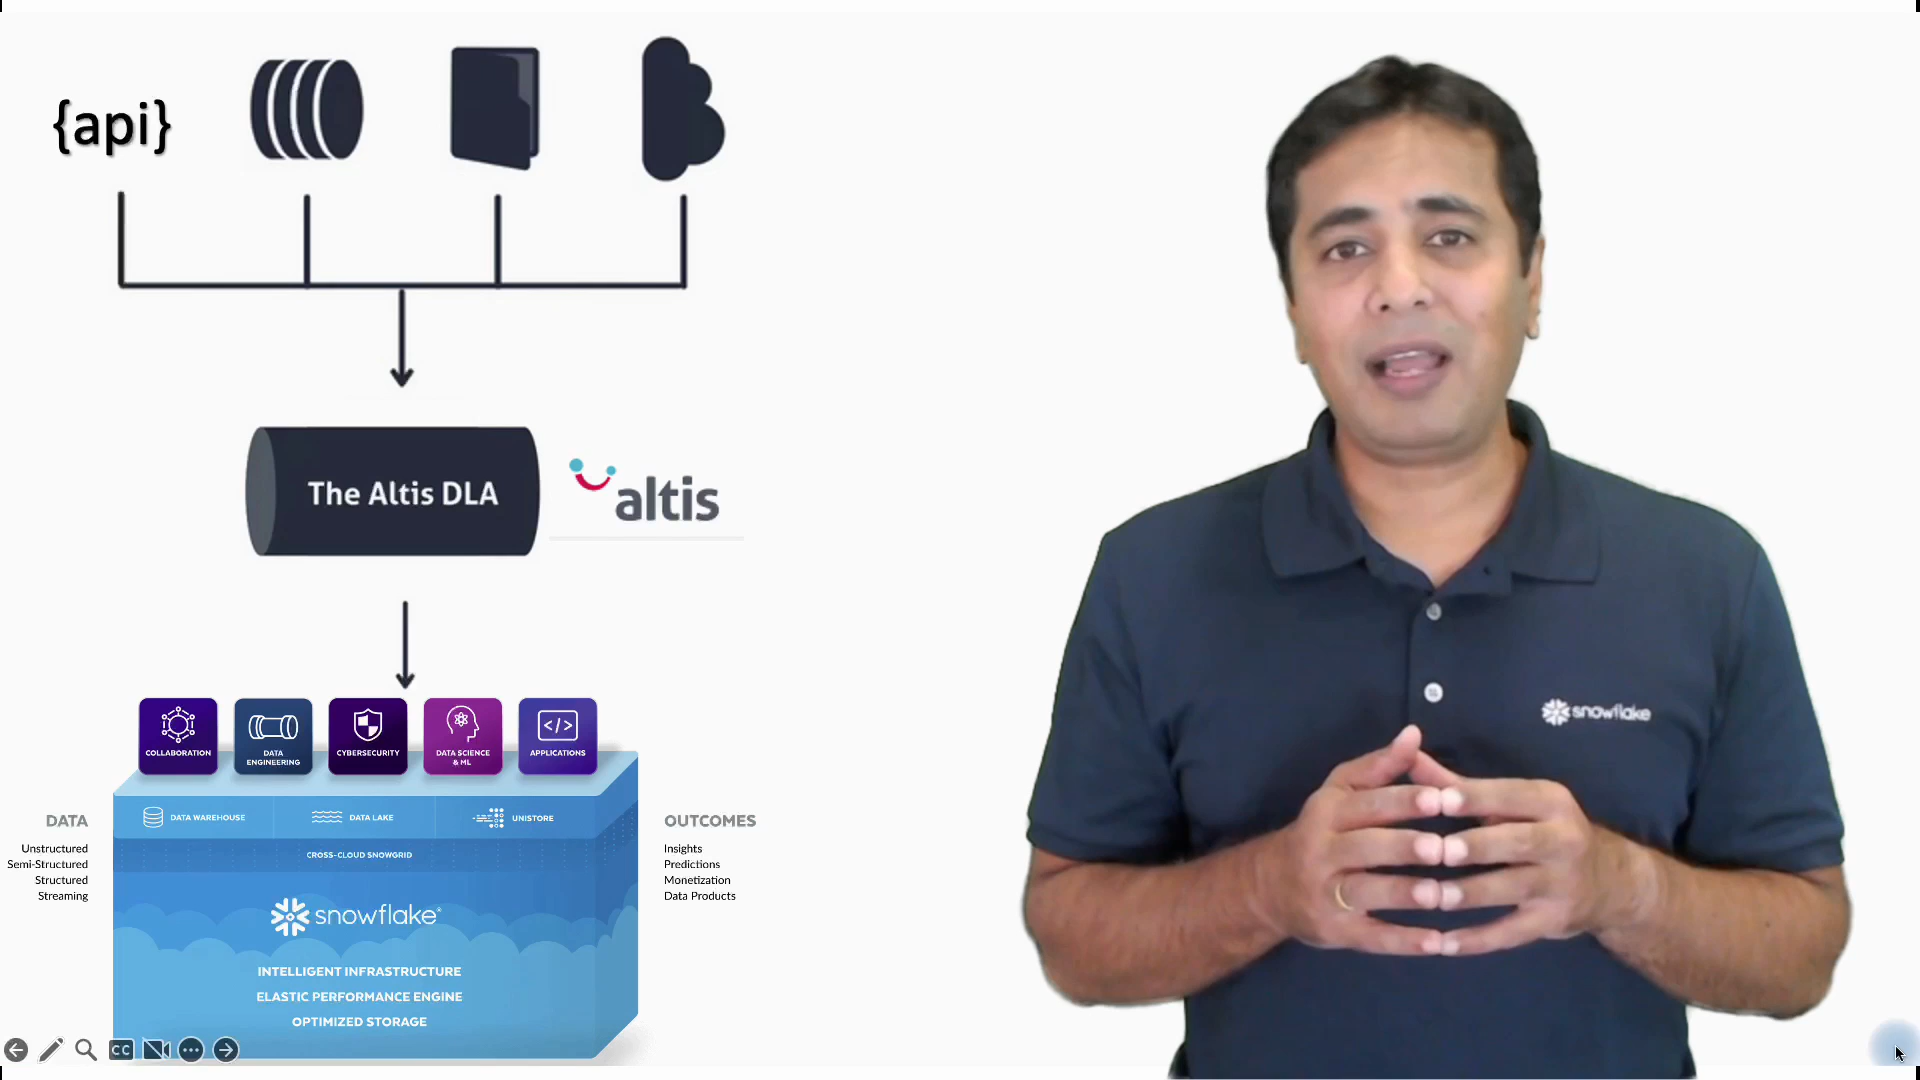 {api}
The Altis DLA
altis
COLLABORATION
DATA
ENGINEERING
CYBERSECURITY
DATA SCIENCE
& ML
</>
APPLICATIONS
DATA WAREHOUSE
DATA LAKE
UNISTORE
CROSS-CLOUD SNOWGRID
DATA
Unstructured
Semi-Structured
Structured
Streaming
OUTCOMES
Insights
Predictions
Monetization
Data Products
snowflake®
INTELLIGENT INFRASTRUCTURE
ELASTIC PERFORMANCE ENGINE
OPTIMIZED STORAGE
CC
snowflake